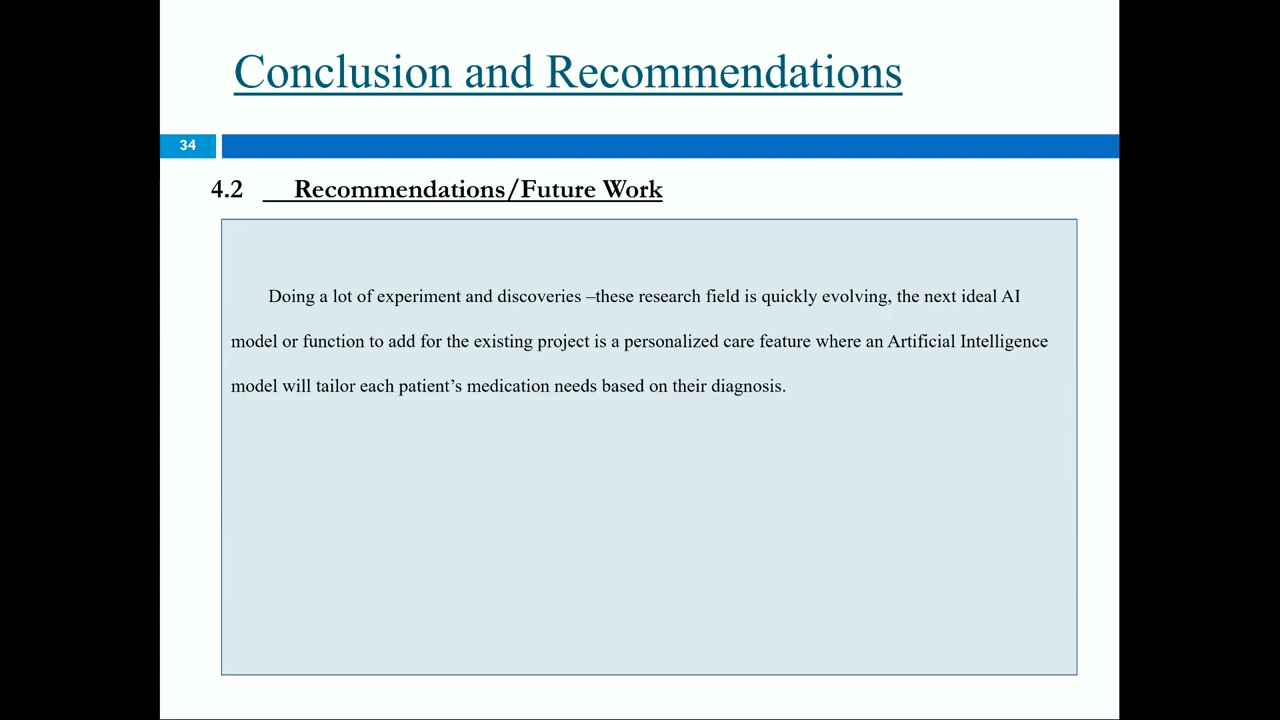 Conclusion and Recommendations
34
4.2 Recommendations/Future Work
Doing a lot of experiment and discoveries –these research field is quickly evolving, the next ideal AI
model or function to add for the existing project is a personalized care feature where an Artificial Intelligence
model will tailor each patient’s medication needs based on their diagnosis.